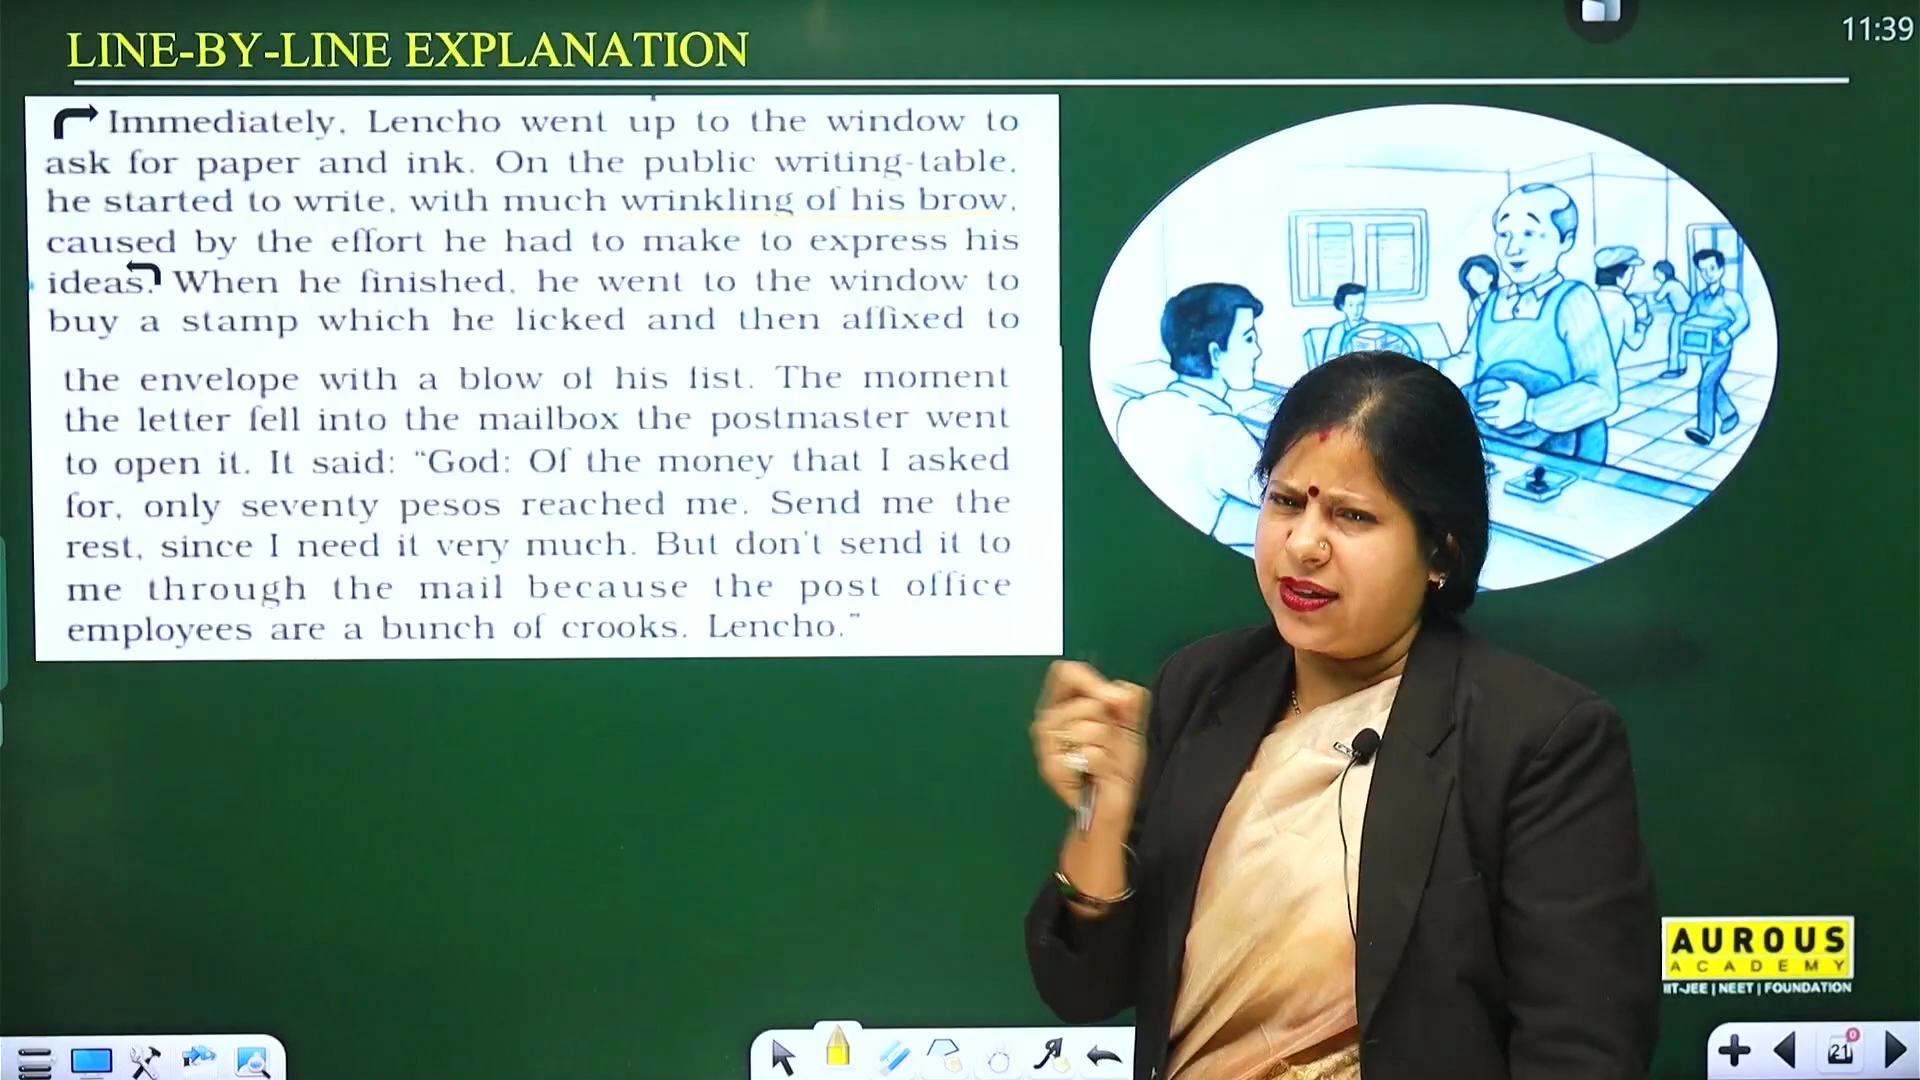 LINE-BY-LINE EXPLANATION
11:39
Immediately, Lencho went up to the window to
ask for paper and ink. On the public writing-table,
he started to write, with much wrinkling of his brow,
caused by the effort he had to make to express his
ideas. When he finished, he went to the window to
buy a stamp which he licked and then affixed to
the envelope with a blow of his fist. The moment
the letter fell into the mailbox the postmaster went
to open it. It said: “God: Of the money that I asked
for, only seventy pesos reached me. Send me the
rest, since I need it very much. But don't send it to
me through the mail because the post office
employees are a bunch of crooks. Lencho.”
AUROUS
ACADEMY
IIT-JEE | NEET | FOUNDATION
21
0